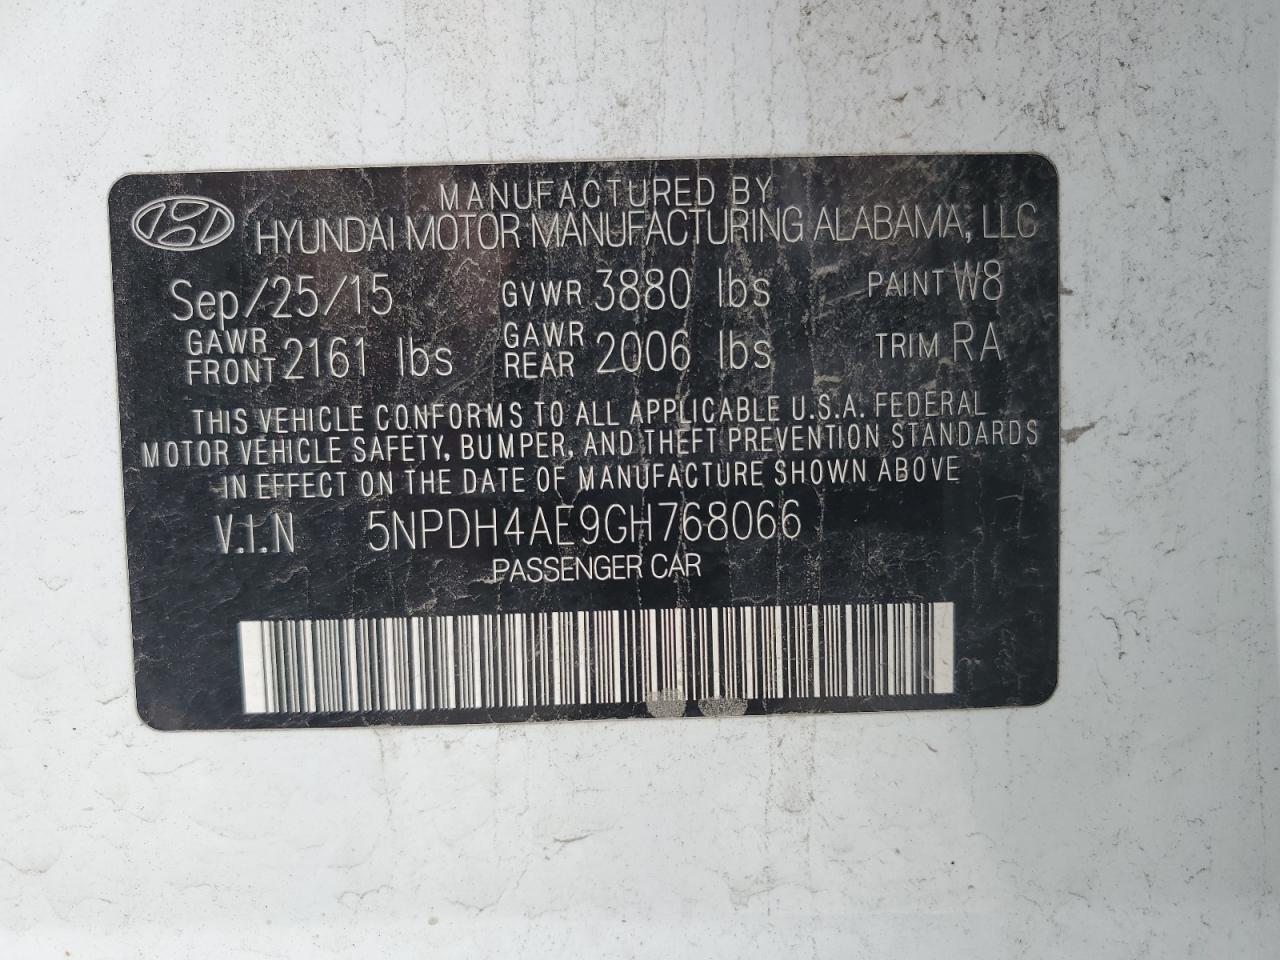 MANUFACTURED BY
HYUNDAI MOTOR MANUFACTURING ALABAMA, LLC
Sep/25/15 GVWR 3880 lbs PAINT W8
GAWR FRONT 2161 lbs GAWR REAR 2006 lbs TRIM RA
THIS VEHICLE CONFORMS TO ALL APPLICABLE U.S.A. FEDERAL
MOTOR VEHICLE SAFETY, BUMPER, AND THEFT PREVENTION STANDARDS
IN EFFECT ON THE DATE OF MANUFACTURE SHOWN ABOVE
V.I.N 5NPDH4AE9GH768066
PASSENGER CAR